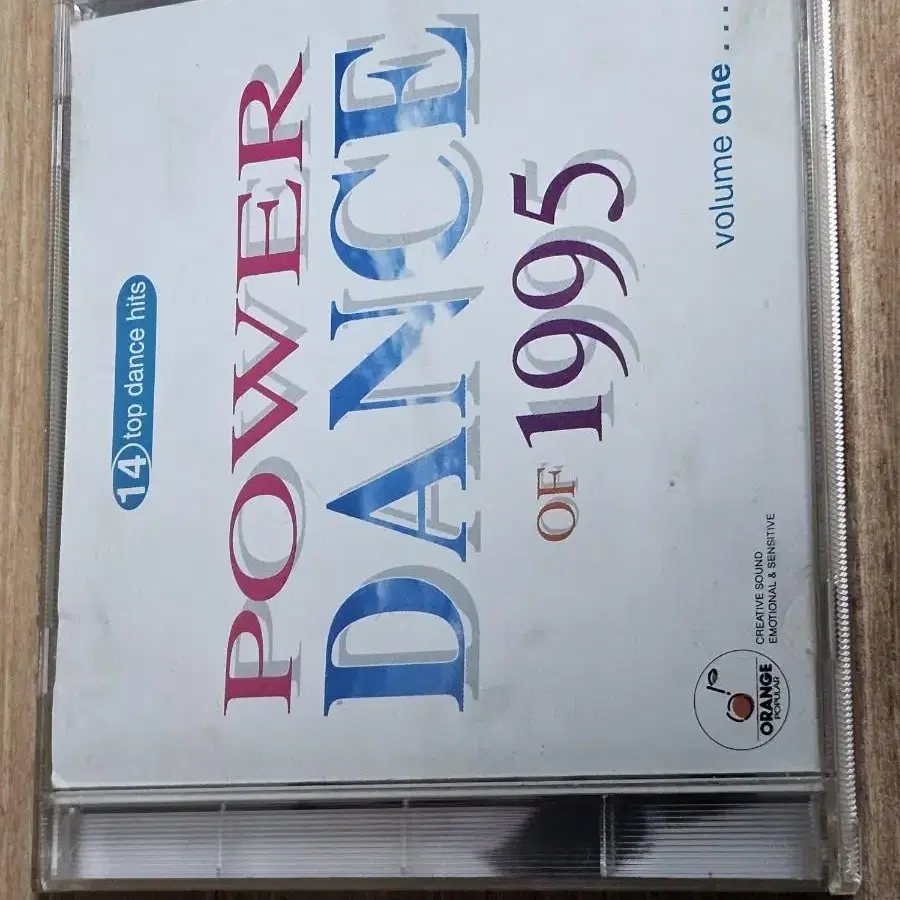 14 top dance hits
POWER
DANCE
OF 1995
volume one . . . .
ORANGE
POPULAR
CREATIVE SOUND
EMOTIONAL & SENSITIVE